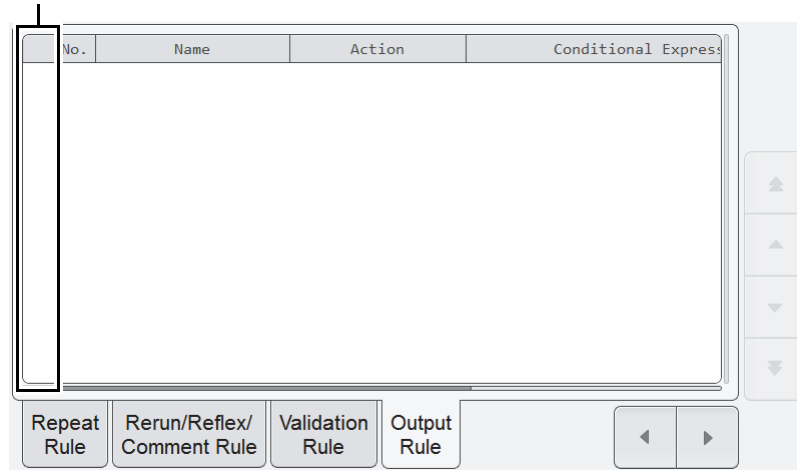 No. Name Action Conditional Express
Repeat Rerun/Reflex/ Validation Output
Rule Comment Rule Rule Rule